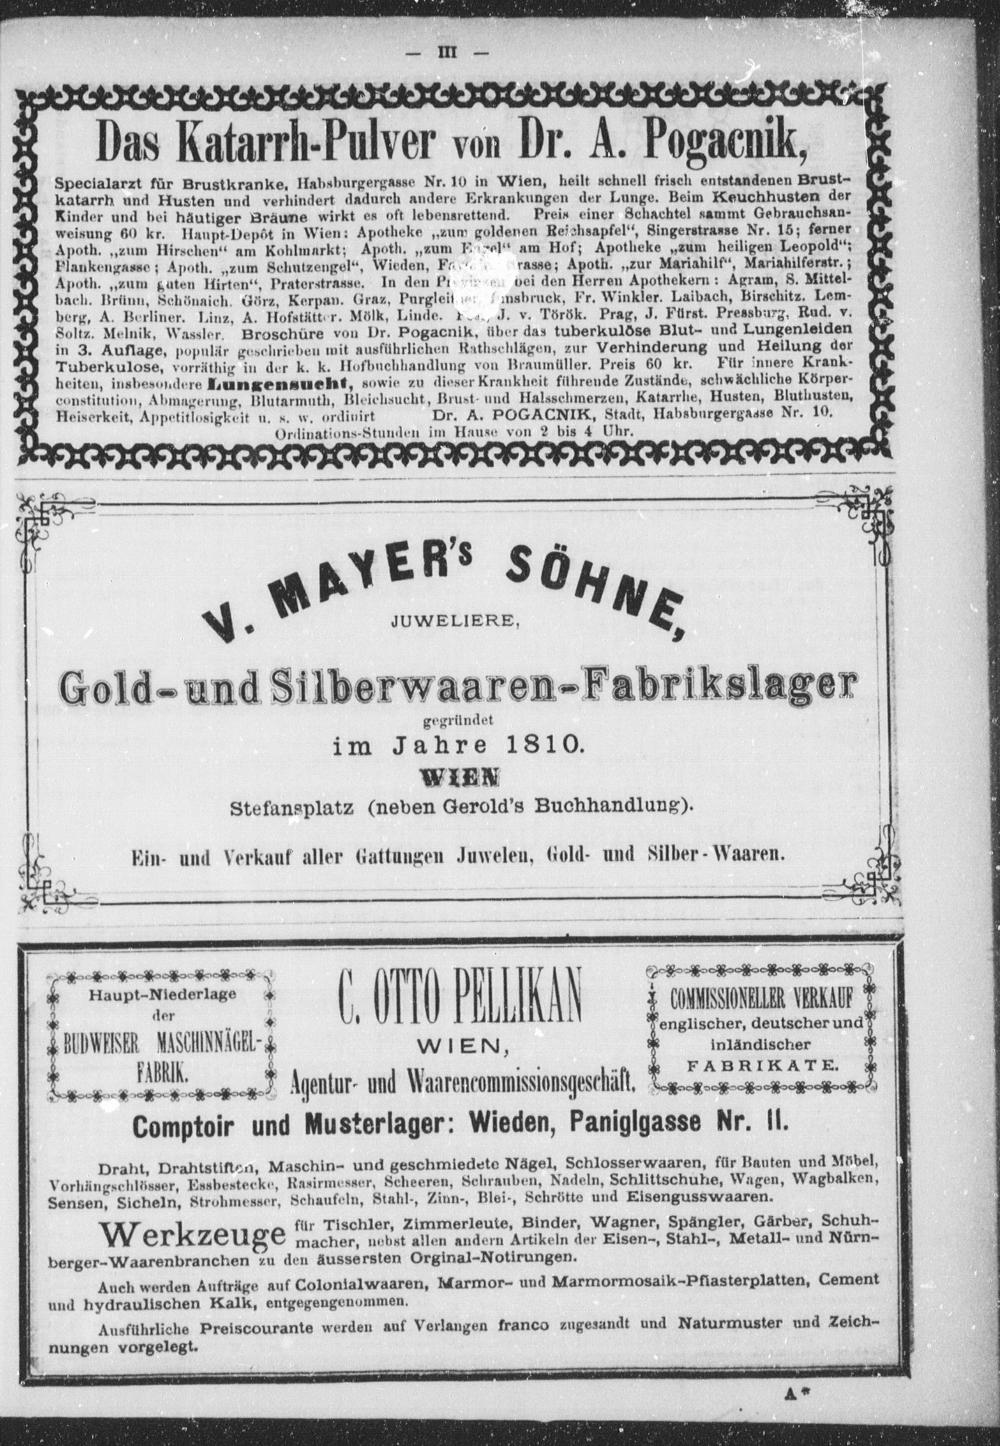 — III —
Das Katarrh-Pulver von Dr. A. Pogacnik,
Specialarzt für Brustkranke, Habsburgergasse Nr. 10 in Wien, heilt schnell frisch entstandenen Brust-
katarrh und Husten und verhindert dadurch andere Erkrankungen der Lunge. Beim Keuchhusten der
Kinder und bei häutiger Bräune wirkt es oft lebensrettend. Preis einer Schachtel sammt Gebrauchsan-
weisung 60 kr. Haupt-Depôt in Wien: Apotheke „zum goldenen Reichsapfel“, Singerstrasse Nr. 15; ferner
Apoth. „zum Hirschen“ am Kohlmarkt; Apoth. „zum Engel“ am Hof; Apotheke „zum heiligen Leopold“;
Plankengasse; Apoth. „zum Schutzengel“, Wieden, Apoth. „zur Mariahilf“, Mariahilferstr.;
Apoth. „zum guten Hirten“, Praterstrasse. In den Provinzen bei den Herren Apothekern: Agram, S. Mittel-
bach. Brünn, Schönaich. Görz, Kerpan. Graz, Purgleitner. Innsbruck, Fr. Winkler. Laibach, Birschitz. Lem-
berg, A. Berliner. Linz, A. Hofstätter. Mölk, Linde. J. v. Török. Prag, J. Fürst. Pressburg, Rud. v.
Soltz. Melnik, Wassler. Broschüre von Dr. Pogacnik, über das tuberkulöse Blut- und Lungenleiden
in 3. Auflage, populär geschrieben mit ausführlichen Rathschlägen, zur Verhinderung und Heilung der
Tuberkulose, vorräthig in der k. k. Hofbuchhandlung von Braumüller. Preis 60 kr. Für innere Krank-
heiten, insbesondere Lungensucht, sowie zu dieser Krankheit führende Zustände, schwächliche Körper-
constitution, Abmagerung, Blutarmuth, Bleichsucht, Brust- und Halsschmerzen, Katarrhe, Husten, Bluthusten,
Heiserkeit, Appetitlosigkeit u. s. w. ordinirt Dr. A. POGACNIK, Stadt, Habsburgergasse Nr. 10.
Ordinations-Stunden im Hause von 2 bis 4 Uhr.
V. MAYER's SÖHNE,
JUWELIERE,
Gold- und Silberwaaren-Fabrikslager
gegründet
im Jahre 1810.
WIEN
Stefansplatz (neben Gerold's Buchhandlung).
Ein- und Verkauf aller Gattungen Juwelen, Gold- und Silber-Waaren.
Haupt-Niederlage
der
BUDWEISER MASCHINNÄGEL-
FABRIK.
C. OTTO PELLIKAN
WIEN,
Agentur- und Waarencommissionsgeschäft.
COMMISSIONELLER VERKAUF
englischer, deutscher und
inländischer
FABRIKATE.
Comptoir und Musterlager: Wieden, Paniglgasse Nr. 11.
Draht, Drahtstiften, Maschin- und geschmiedete Nägel, Schlosserwaaren, für Bauten und Möbel,
Vorhängschlösser, Essbestecke, Rasirmesser, Scheeren, Schrauben, Nadeln, Schlittschuhe, Wagen, Wagbalken,
Sensen, Sicheln, Strohmesser, Schaufeln, Stahl-, Zinn-, Blei-, Schrötte und Eisengusswaaren.
Werkzeuge für Tischler, Zimmerleute, Binder, Wagner, Spängler, Gärber, Schuh-
macher, nebst allen andern Artikeln der Eisen-, Stahl-, Metall- und Nürn-
berger-Waarenbranchen zu den äussersten Orginal-Notirungen.
Auch werden Aufträge auf Colonialwaaren, Marmor- und Marmormosaik-Pflasterplatten, Cement
und hydraulischen Kalk, entgegengenommen.
Ausführliche Preiscourante werden auf Verlangen franco zugesandt und Naturmuster und Zeich-
nungen vorgelegt.
A*